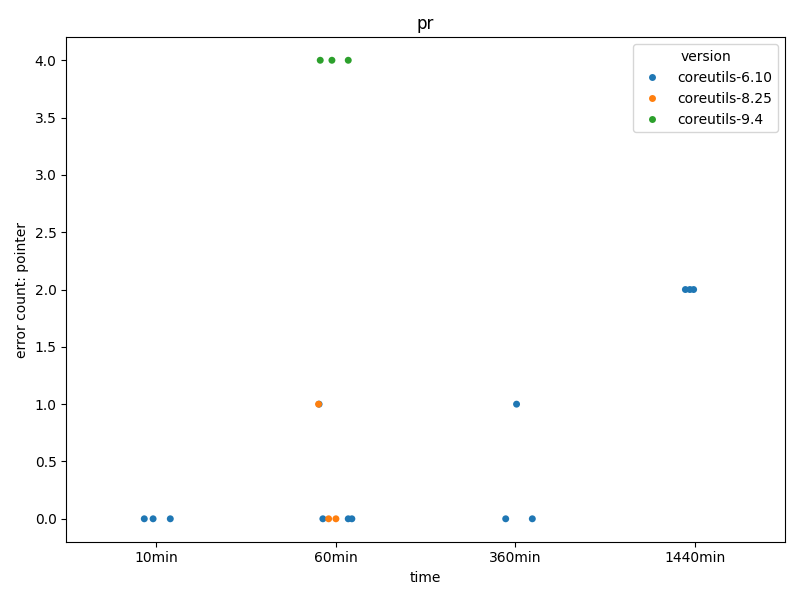 pr
version
coreutils-6.10
coreutils-8.25
coreutils-9.4
error count: pointer
4.0
3.5
3.0
2.5
2.0
1.5
1.0
0.5
0.0
10min
60min
360min
1440min
time